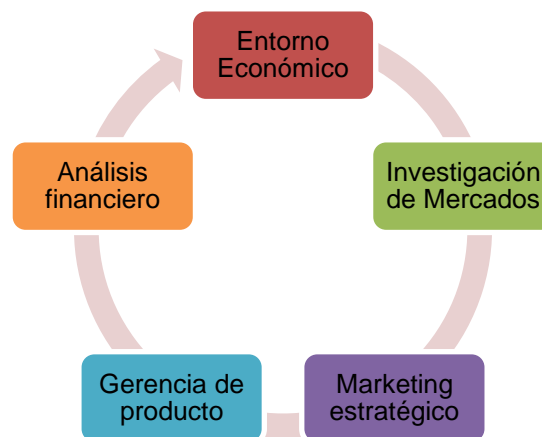 Entorno
Económico
Investigación
de Mercados
Marketing
estratégico
Gerencia de
producto
Análisis
financiero